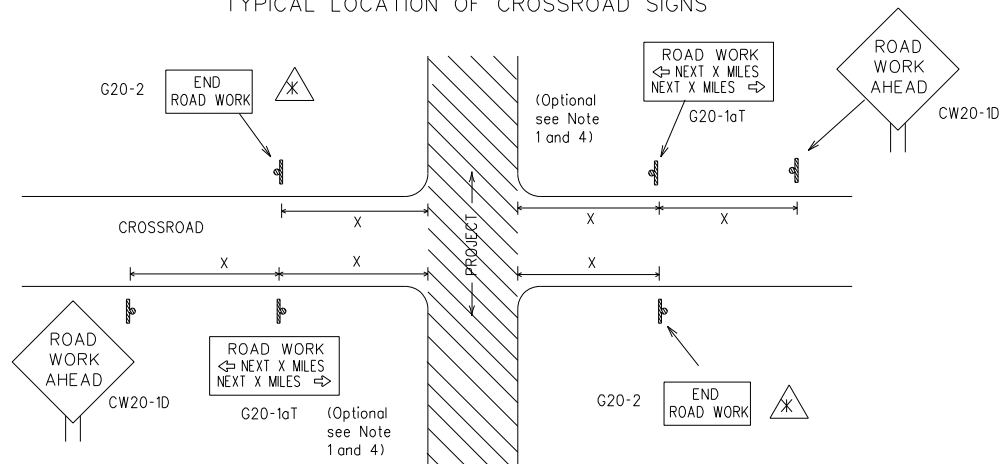 TYPICAL LOCATION OF CROSSROAD SIGNS
G20-2
END
ROAD WORK
(Optional
see Note
1 and 4)
ROAD WORK
NEXT X MILES
NEXT X MILES
G20-1aT
ROAD
WORK
AHEAD
CW20-1D
X
X
X
CROSSROAD
PROJECT
X
X
X
ROAD
WORK
AHEAD
CW20-1D
ROAD WORK
NEXT X MILES
NEXT X MILES
G20-1aT
(Optional
see Note
1 and 4)
G20-2
END
ROAD WORK